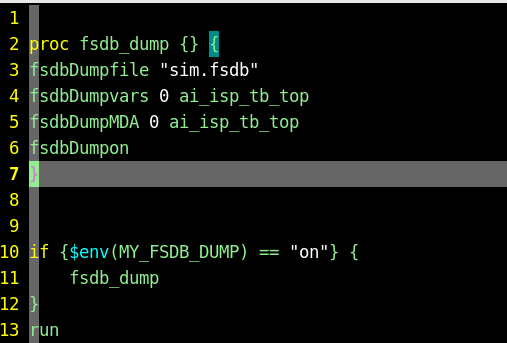 1
2 proc fsdb_dump {} {
3 fsdbDumpfile "sim.fsdb"
4 fsdbDumpvars 0 ai_isp_tb_top
5 fsdbDumpMDA 0 ai_isp_tb_top
6 fsdbDumpon
7 }
8
9
10 if {$env(MY_FSDB_DUMP) == "on"} {
11     fsdb_dump
12 }
13 run